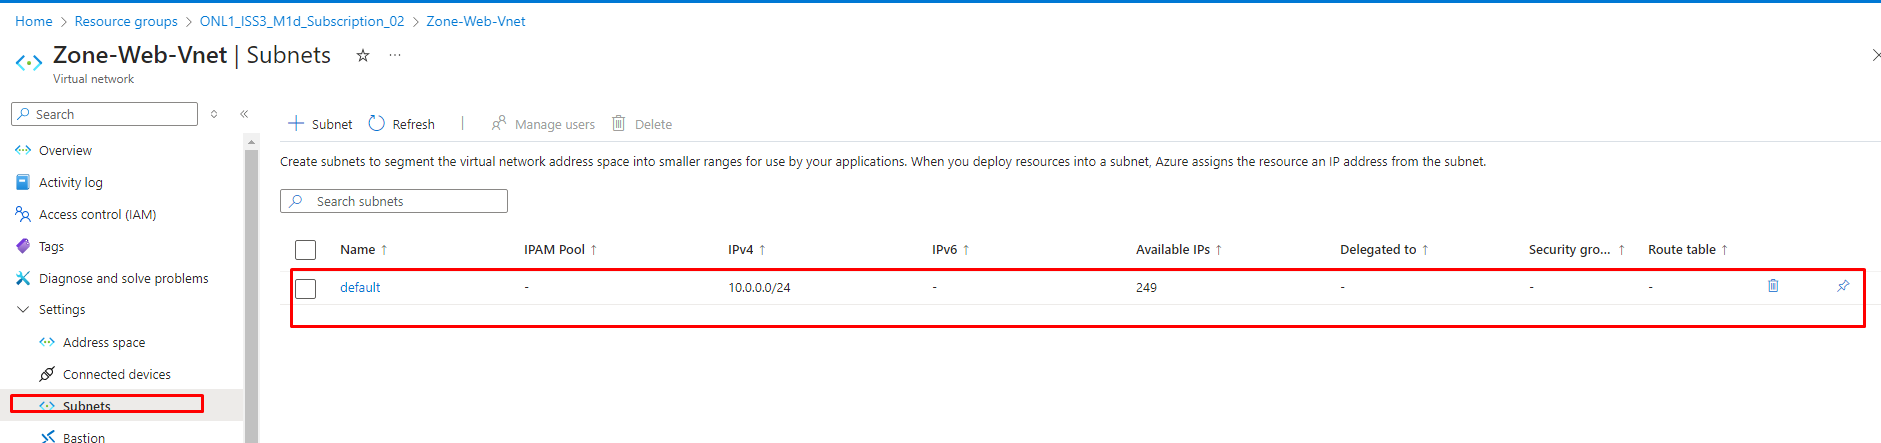 Home > Resource groups > ONL1_ISS3_M1d_Subscription_02 > Zone-Web-Vnet
Zone-Web-Vnet | Subnets
Virtual network
Search
Overview
Activity log
Access control (IAM)
Tags
Diagnose and solve problems
Settings
Address space
Connected devices
Subnets
Bastion
+ Subnet Refresh | Manage users Delete
Create subnets to segment the virtual network address space into smaller ranges for use by your applications. When you deploy resources into a subnet, Azure assigns the resource an IP address from the subnet.
Search subnets
Name ↑ IPAM Pool ↑ IPv4 ↑ IPv6 ↑ Available IPs ↑ Delegated to ↑ Security gro... ↑ Route table ↑
default - 10.0.0.0/24 - 249 - - -